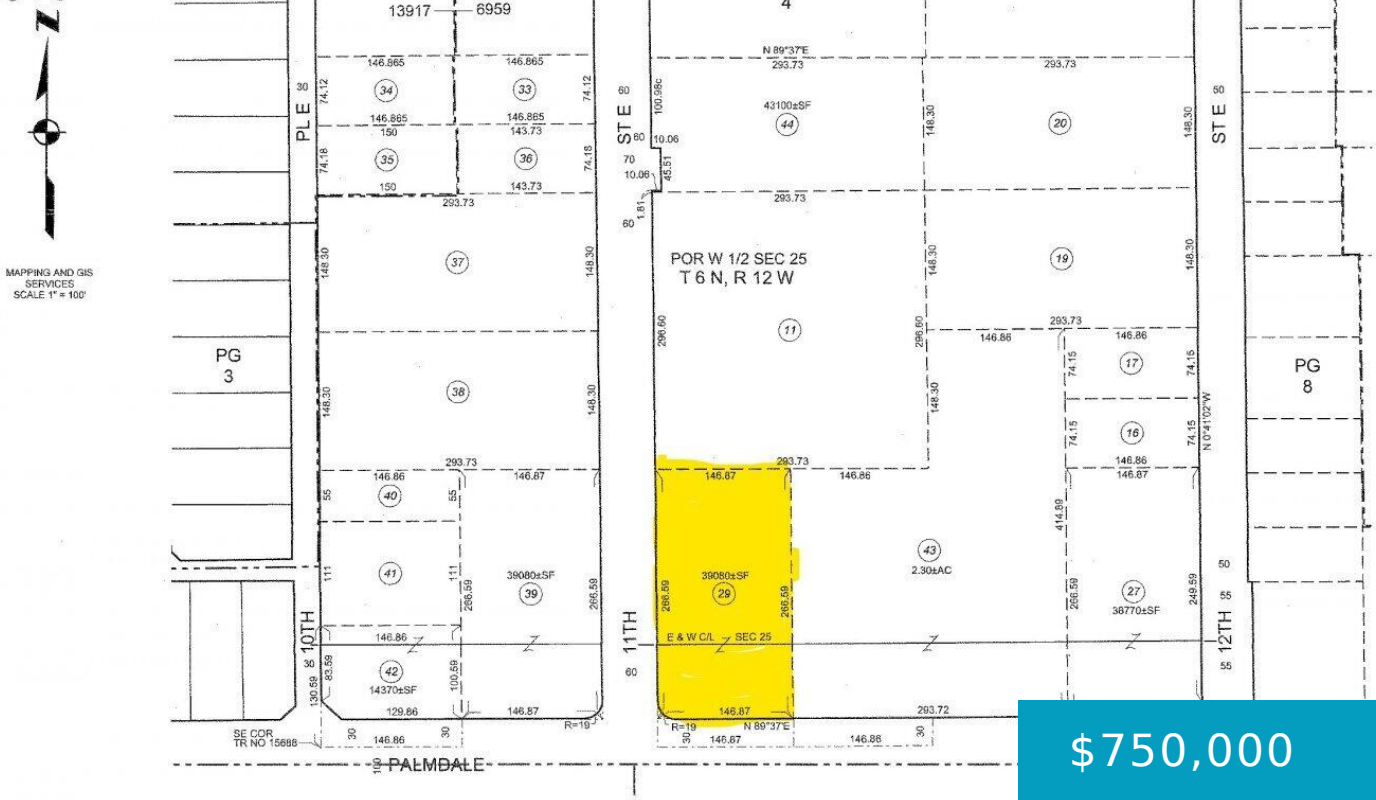 Z
13917 6959
4
N 89°37'E
146.865 146.865 293.73 293.73
30 74.12 34 33 74.12 60 100.98c 43100±SF 50
PL E ST E 44 148.30 20 148.30 ST E
146.865 146.865
150 143.73 60 10.06
74.18 35 36 74.18 70 45.51
10.06
150 143.73 293.73
293.73 1.81
60
148.30 37 148.30 POR W 1/2 SEC 25 148.30 19 148.30
T 6 N, R 12 W
MAPPING AND GIS
SERVICES
SCALE 1" = 100'
296.60 11 296.60 293.73
146.86 146.86
PG
3
74.15 17 74.15 PG
8
148.30 38 148.30 148.30
74.15 16 74.15 N 0°41'02"W
293.73 293.73 146.86
146.86 146.87 146.87 146.86 146.87
55 40 55
414.89
43
2.30±AC
111 41 111 39080±SF 39080±SF 50
266.59 39 266.59 266.59 29 266.59 266.59 27 249.59 55
38770±SF
10TH 11TH 12TH
146.86 E & W C/L SEC 25
30 83.59 42 100.59 60 55
14370±SF
130.59
129.86 146.87 146.87 293.72
R=19 R=19 N 89°37'E
SE COR
TR NO 15688
30 30 30 30
146.86 146.87 146.86
100 PALMDALE
$750,000